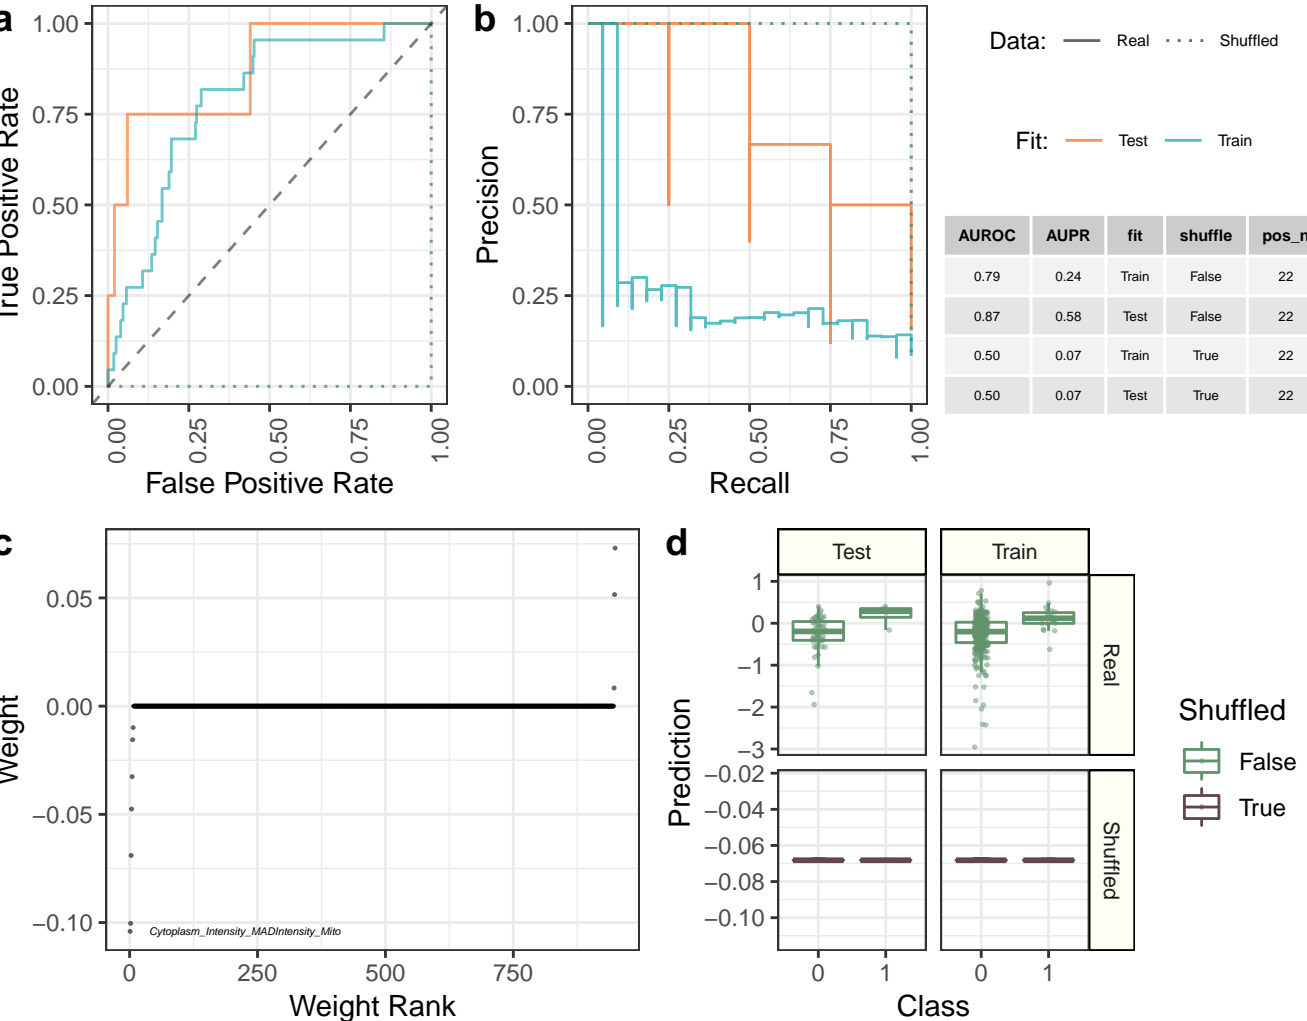 a
True Positive Rate
1.00
0.75
0.50
0.25
0.00
0.00
0.25
0.50
0.75
1.00
False Positive Rate
b
Precision
1.00
0.75
0.50
0.25
0.00
0.00
0.25
0.50
0.75
1.00
Recall
Data: Real Shuffled
Fit: Test Train
AUROC AUPR fit shuffle pos_n
0.79 0.24 Train False 22
0.87 0.58 Test False 22
0.50 0.07 Train True 22
0.50 0.07 Test True 22
c
Weight
0.05
0.00
−0.05
−0.10
Cytoplasm_Intensity_MADIntensity_Mito
0 250 500 750
Weight Rank
d
Test Train
Prediction
1
0
−1
−2
−3
Real
−0.02
−0.04
−0.06
−0.08
−0.10
Shuffled
0 1 0 1
Class
Shuffled
False
True